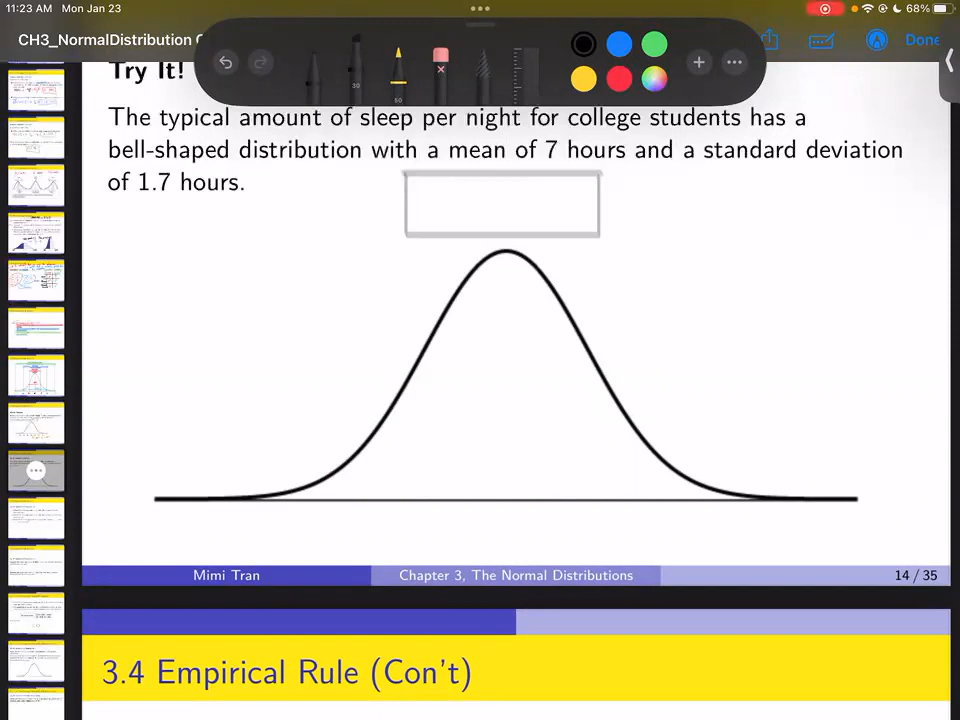 11:23 AM Mon Jan 23
68%
CH3_NormalDistribution
Done
30
50
Try It!
The typical amount of sleep per night for college students has a
bell-shaped distribution with a mean of 7 hours and a standard deviation
of 1.7 hours.
Mimi Tran
Chapter 3, The Normal Distributions
14 / 35
3.4 Empirical Rule (Con't)